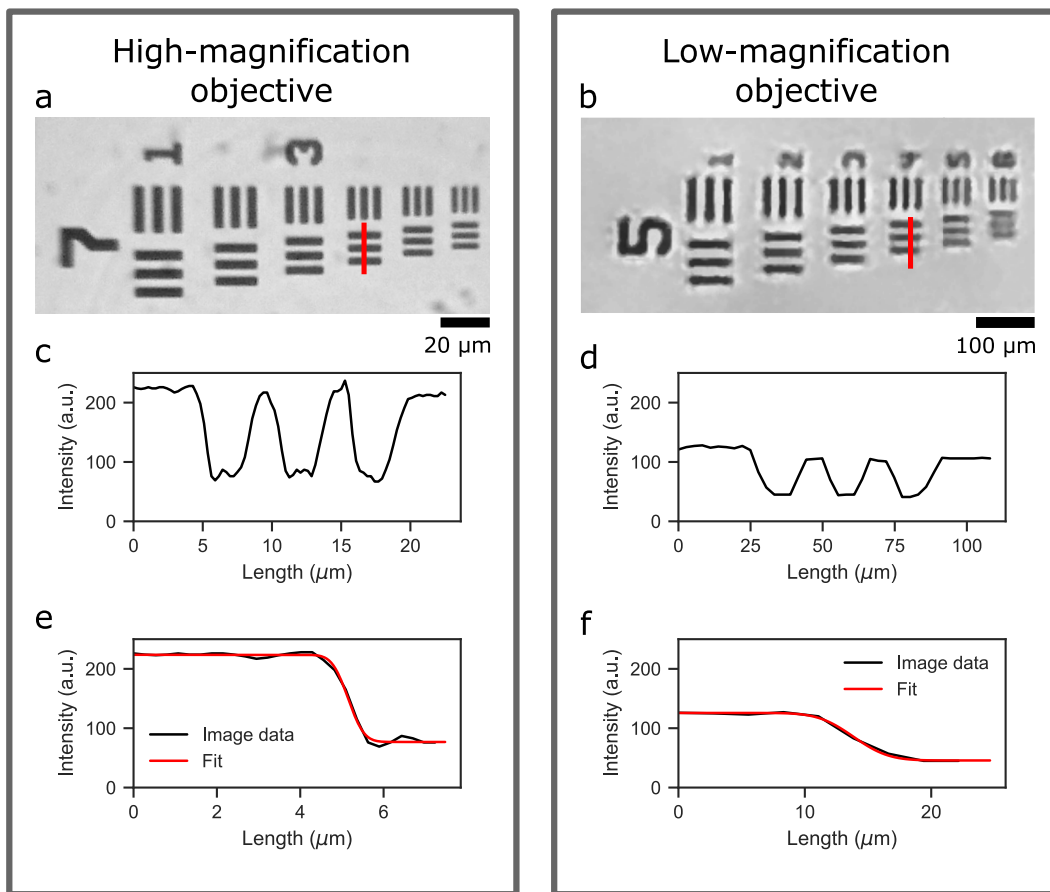 High-magnification
objective
a
1
3
7
20 µm
c
200
100
0
Intensity (a.u.)
0 5 10 15 20
Length (µm)
e
200
100
0
Intensity (a.u.)
Image data
Fit
0 2 4 6
Length (µm)
Low-magnification
objective
b
1 2 3 4 5 6
5
100 µm
d
200
100
0
Intensity (a.u.)
0 25 50 75 100
Length (µm)
f
200
100
0
Intensity (a.u.)
Image data
Fit
0 10 20
Length (µm)